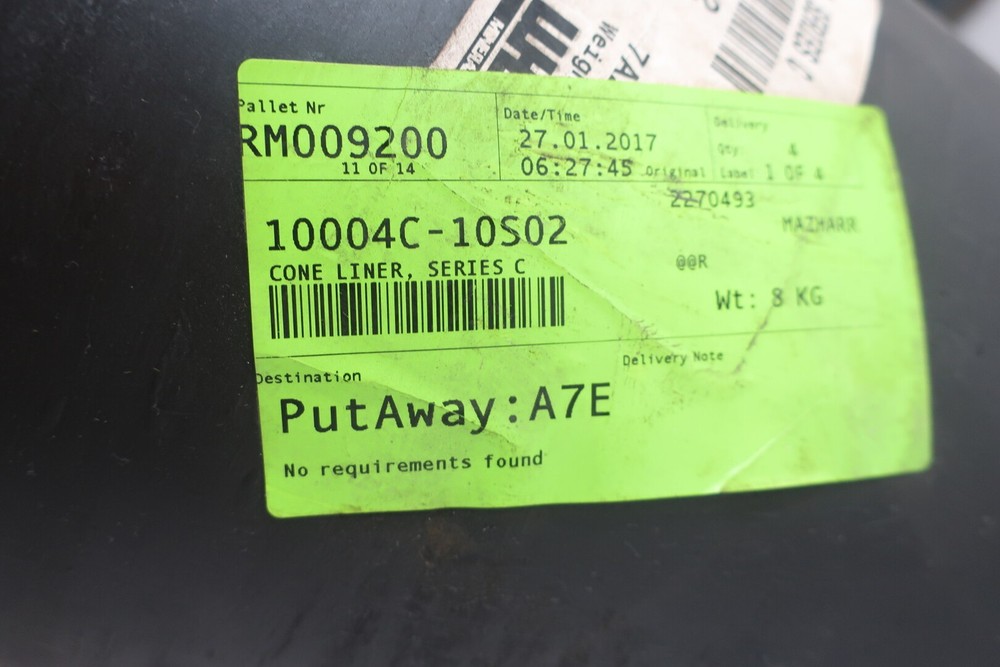 Pallet Nr
RM009200
11 OF 14
Date/Time
27.01.2017
06:27:45 Original
Delivery
Qty: 4
Label 1 OF 4
2270493
MAZHARR
10004C-10S02
CONE LINER, SERIES C
@@R
Wt: 8 KG
Destination
PutAway:A7E
No requirements found
Delivery Note
SERIES C